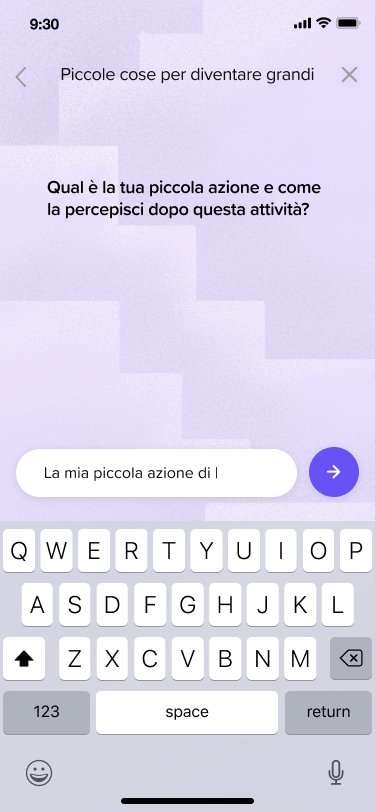 9:30
Piccole cose per diventare grandi
Qual è la tua piccola azione e come
la percepisci dopo questa attività?
La mia piccola azione di
Q W E R T Y U I O P
A S D F G H J K L
Z X C V B N M
123 space return